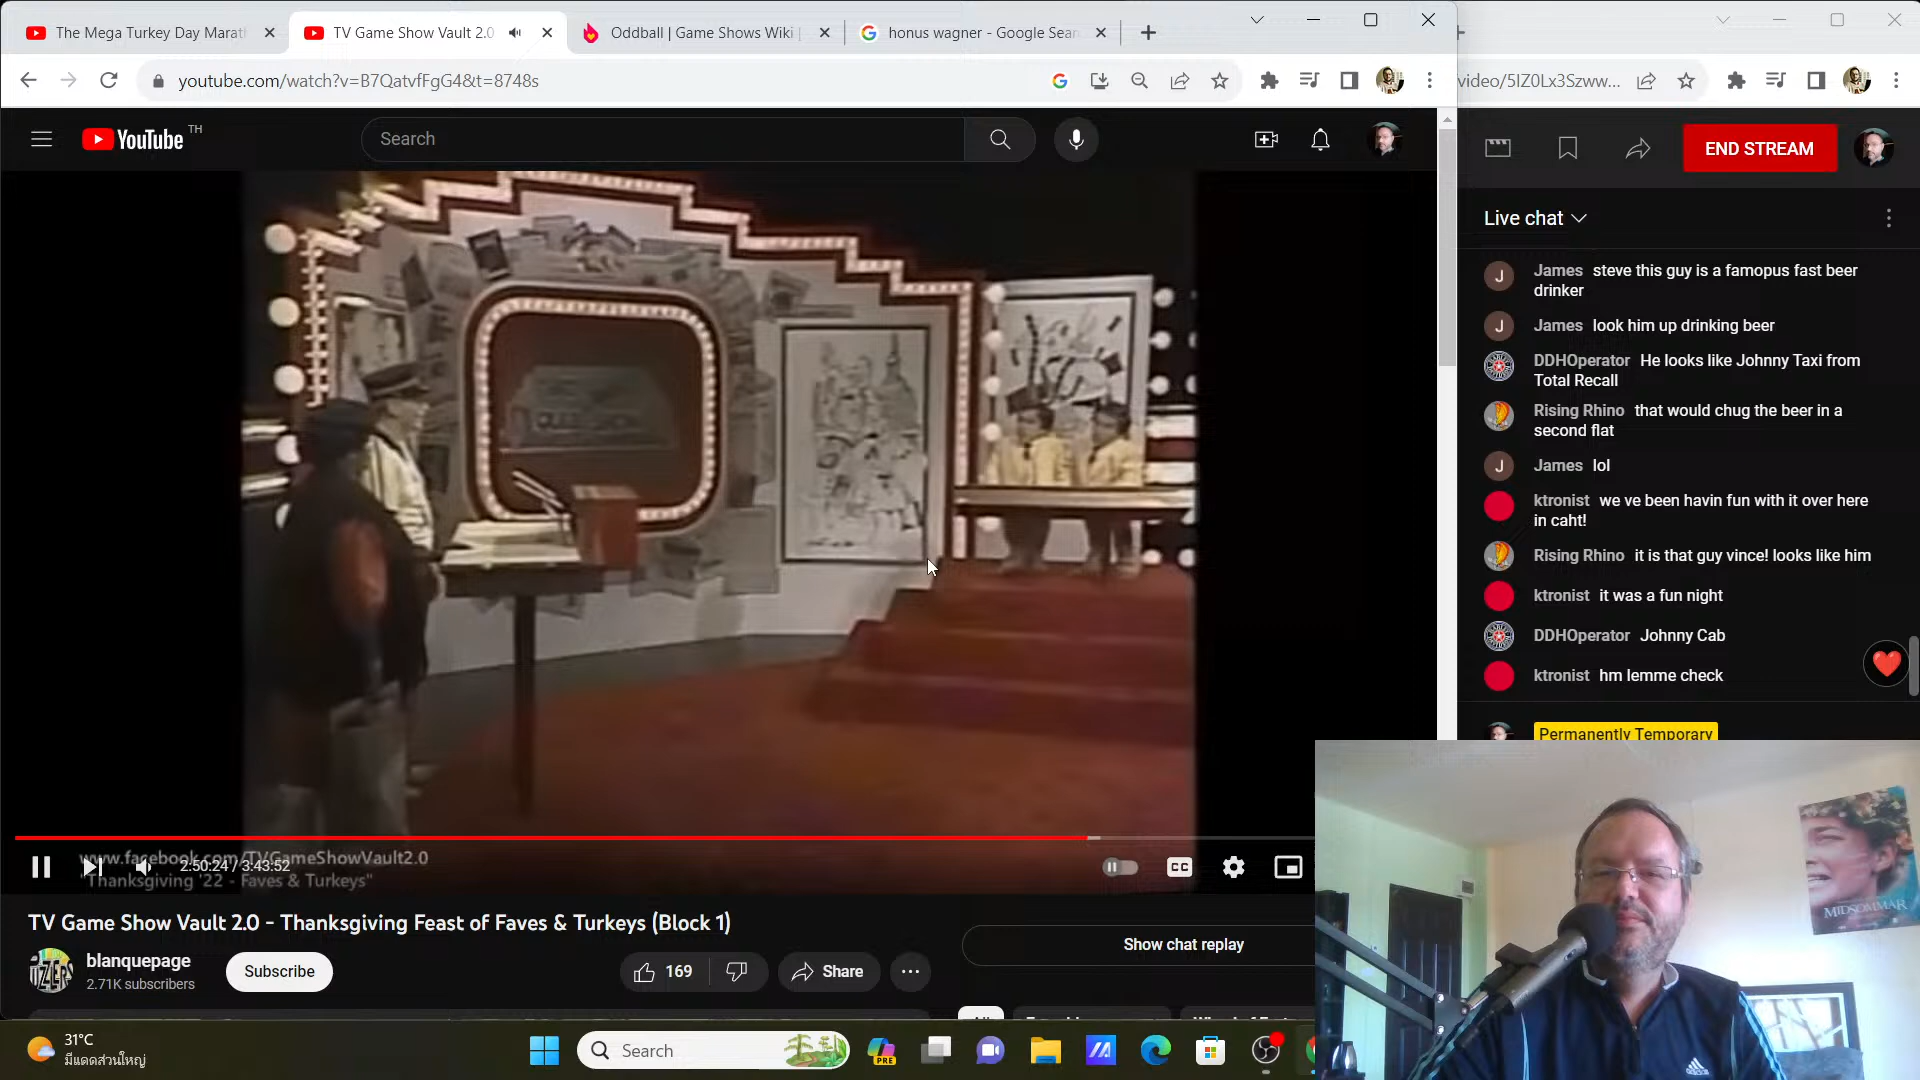 The Mega Turkey Day Marat
TV Game Show Vault 2.0
Oddball | Game Shows Wiki |
honus wagner - Google Sear
youtube.com/watch?v=B7QatvfFgG4&t=8748s
video/5IZ0Lx3Szww...
YouTube TH
Search
END STREAM
Live chat
James steve this guy is a famopus fast beer
drinker
James look him up drinking beer
DDHOperator He looks like Johnny Taxi from
Total Recall
Rising Rhino that would chug the beer in a
second flat
James lol
ktronist we ve been havin fun with it over here
in caht!
Rising Rhino it is that guy vince! looks like him
ktronist it was a fun night
DDHOperator Johnny Cab
ktronist hm lemme check
Permanently Temporary
www.facebook.com/TVGameShowVault2.0
2:50:24 / 3:43:52
"Thanksgiving '22 - Faves & Turkeys"
CC
TV Game Show Vault 2.0 - Thanksgiving Feast of Faves & Turkeys (Block 1)
blanquepage
2.71K subscribers
Subscribe
169
Share
Show chat replay
MIDSOMMAR
adidas
31°C
มีแดดส่วนใหญ่
Search
PRE